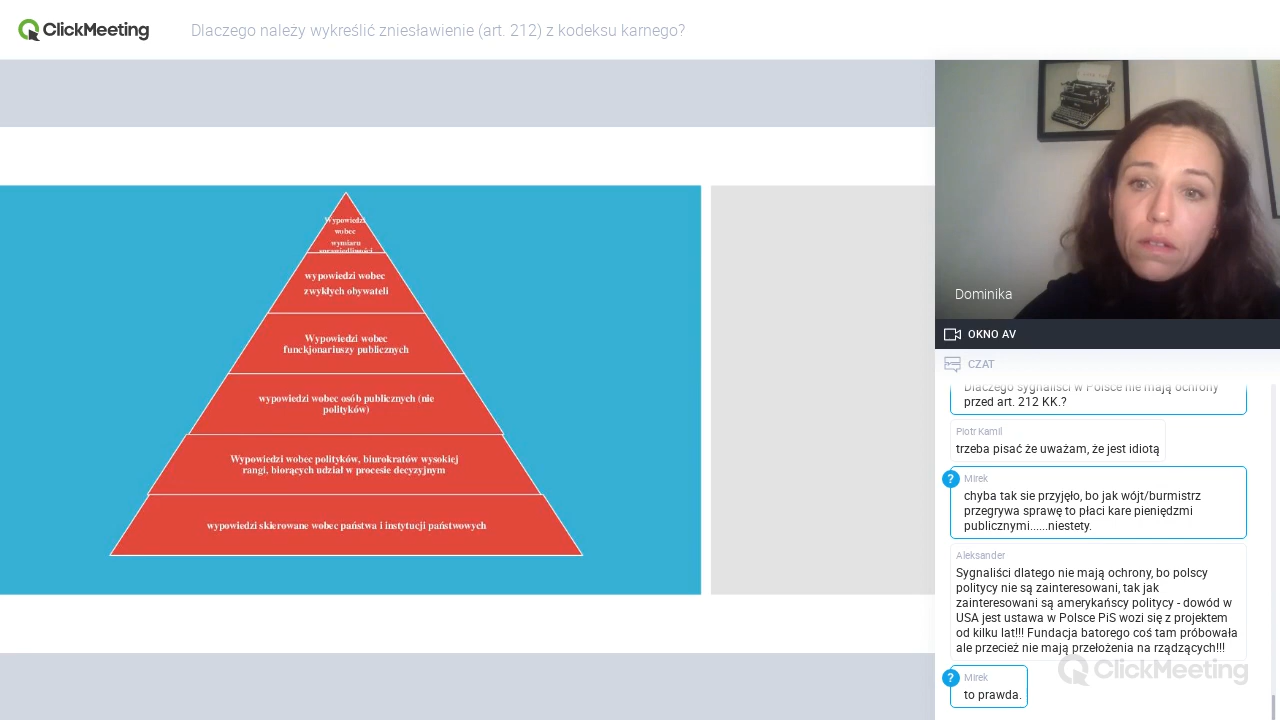 ClickMeeting
Dlaczego należy wykreślić zniesławienie (art. 212) z kodeksu karnego?
Wypowiedzi
wobec
wymiaru
sprawiedliwości
wypowiedzi wobec
zwykłych obywateli
Wypowiedzi wobec
funckjonariuszy publicznych
wypowiedzi wobec osób publicznych (nie
polityków)
Wypowiedzi wobec polityków, biurokratów wysokiej
rangi, biorących udział w procesie decyzyjnym
wypowiedzi skierowane wobec państwa i instytucji państwowych
Dominika
OKNO AV
CZAT
Dlaczego sygnaliści w Polsce nie mają ochrony
przed art. 212 KK.?
Piotr Kamil
trzeba pisać że uważam, że jest idiotą
?
Mirek
chyba tak sie przyjęło, bo jak wójt/burmistrz
przegrywa sprawę to płaci kare pieniędzmi
publicznymi......niestety.
Aleksander
Sygnaliści dlatego nie mają ochrony, bo polscy
politycy nie są zainteresowani, tak jak
zainteresowani są amerykańscy politycy - dowód w
USA jest ustawa w Polsce PiS wozi się z projektem
od kilku lat!!! Fundacja batorego coś tam próbowała
ale przecież nie mają przełożenia na rządzących!!!
ClickMeeting
?
Mirek
to prawda.